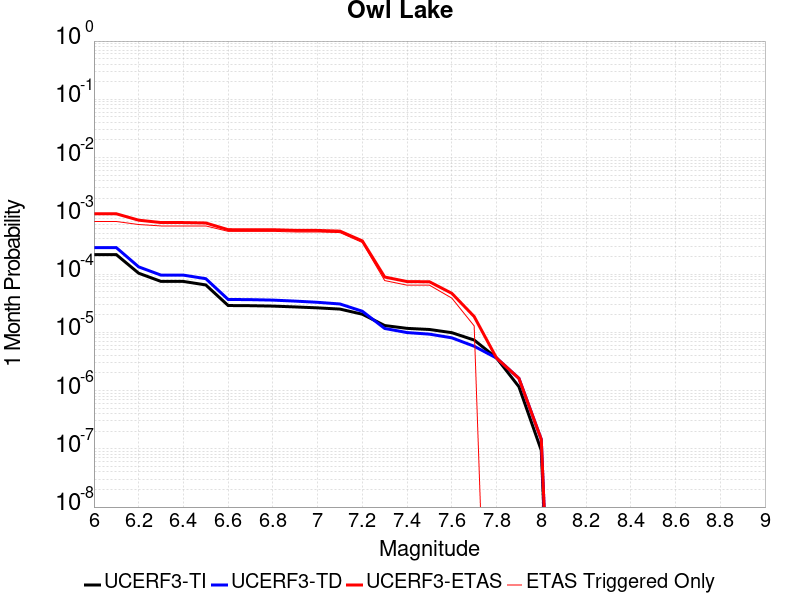 Owl Lake
10^0
10^-1
10^-2
10^-3
10^-4
10^-5
10^-6
10^-7
10^-8
1 Month Probability
6 6.2 6.4 6.6 6.8 7 7.2 7.4 7.6 7.8 8 8.2 8.4 8.6 8.8 9
Magnitude
UCERF3-TI UCERF3-TD UCERF3-ETAS ETAS Triggered Only